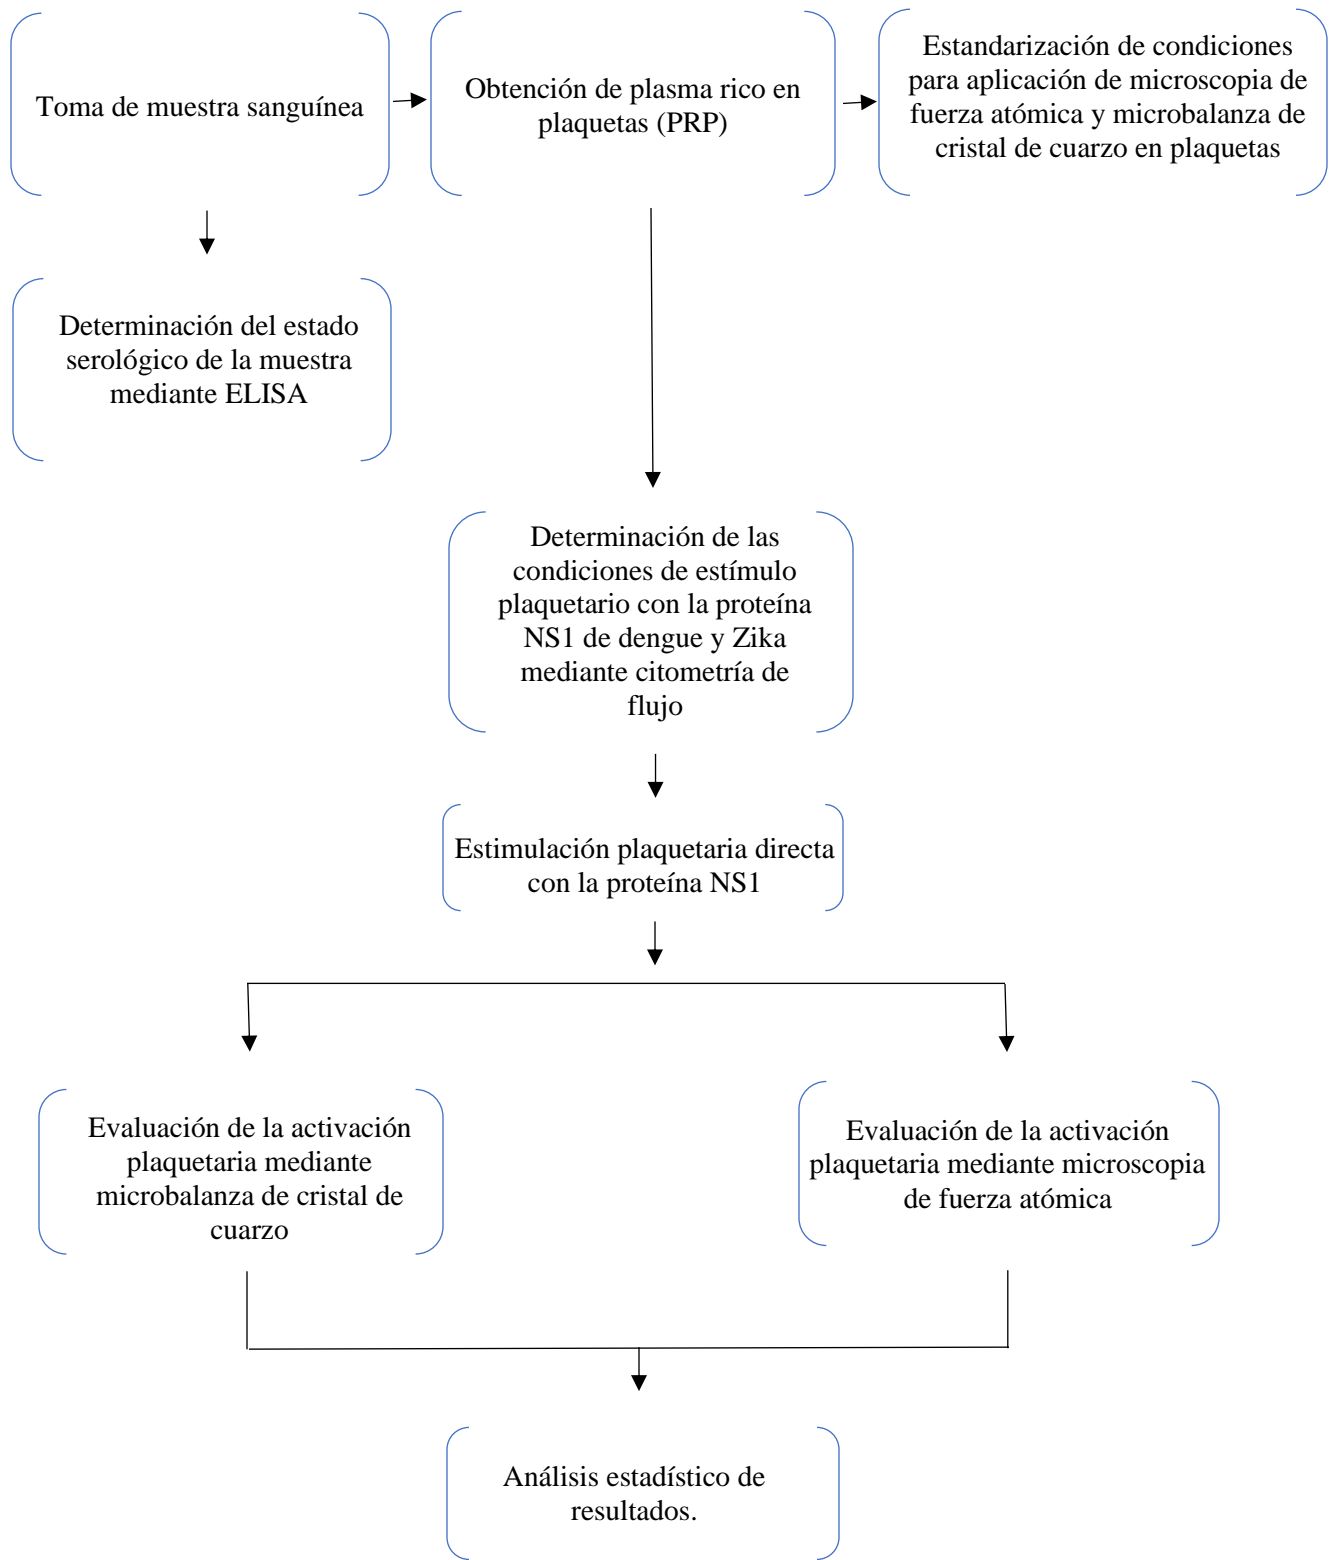 Toma de muestra sanguínea
Obtención de plasma rico en
plaquetas (PRP)
Estandarización de condiciones
para aplicación de microscopia de
fuerza atómica y microbalanza de
cristal de cuarzo en plaquetas
Determinación del estado
serológico de la muestra
mediante ELISA
Determinación de las
condiciones de estímulo
plaquetario con la proteína
NS1 de dengue y Zika
mediante citometría de
flujo
Estimulación plaquetaria directa
con la proteína NS1
Evaluación de la activación
plaquetaria mediante
microbalanza de cristal de
cuarzo
Evaluación de la activación
plaquetaria mediante microscopia
de fuerza atómica
Análisis estadístico de
resultados.